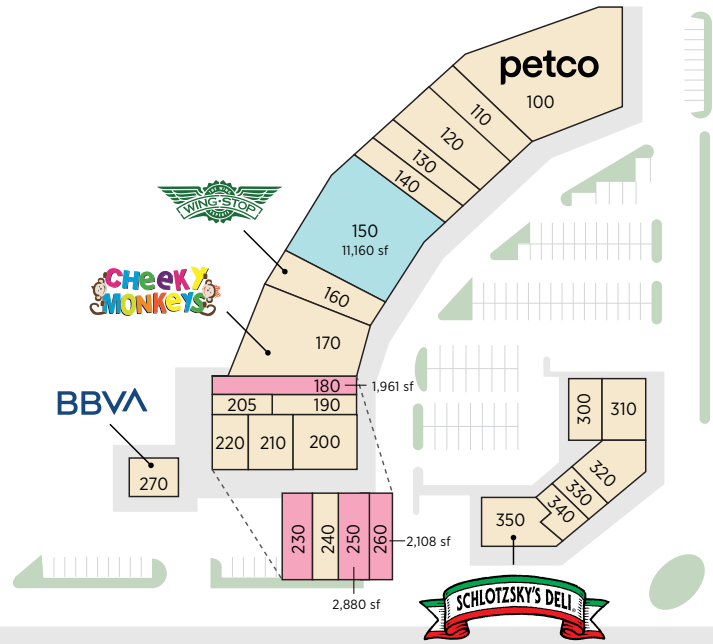 petco
100
110
120
130
140
150
11,160 sf
WING·STOP
160
CHEEKY
MONKEYS
170
180
1,961 sf
205
190
220
210
200
BBVA
270
230
240
250
260
2,108 sf
2,880 sf
300
310
320
330
340
350
SCHLOTZSKY'S DELI